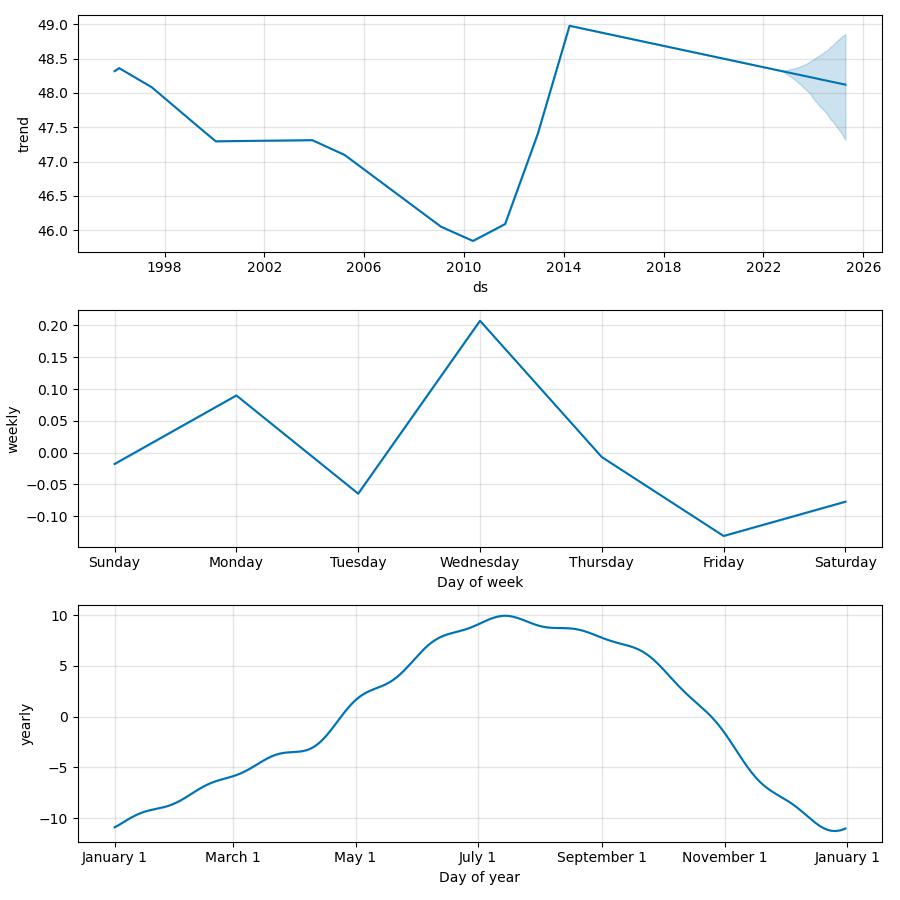 49.0
48.5
48.0
47.5
47.0
46.5
46.0
trend
1998 2002 2006 2010 2014 2018 2022 2026
ds
0.20
0.15
0.10
0.05
0.00
−0.05
−0.10
weekly
Sunday Monday Tuesday Wednesday Thursday Friday Saturday
Day of week
10
5
0
−5
−10
yearly
January 1 March 1 May 1 July 1 September 1 November 1 January 1
Day of year